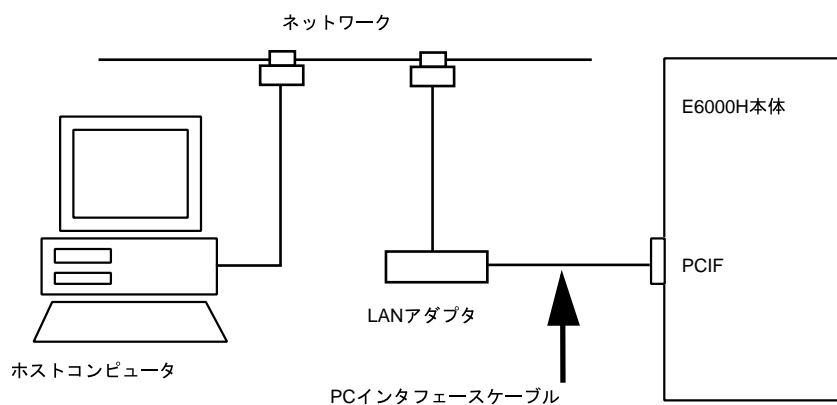 ネットワーク
E6000H本体
PCIF
LANアダプタ
ホストコンピュータ
PCインタフェースケーブル